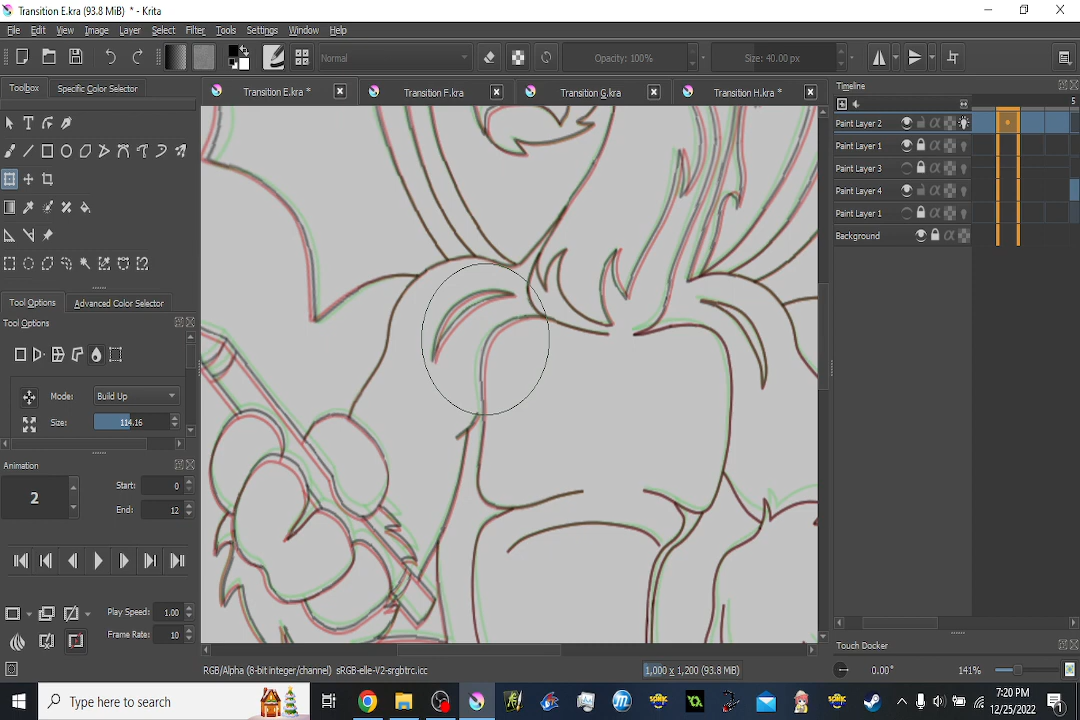 Transition E.kra (93.8 MiB) * - Krita
File Edit View Image Layer Select Filter Tools Settings Window Help
Normal Opacity: 100% Size: 40.00 px
Toolbox Specific Color Selector
Transition E.kra * Transition F.kra Transition G.kra Transition H.kra *
Timeline
5
Paint Layer 2
Paint Layer 1
Paint Layer 3
Paint Layer 4
Paint Layer 1
Background
Tool Options Advanced Color Selector
Tool Options
Mode: Build Up
Size: 114.16
Animation
2
Start: 0
End: 12
Play Speed: 1.00
Frame Rate: 10
Touch Docker
RGB/Alpha (8-bit integer/channel) sRGB-elle-V2-srgbtrc.icc 1,000 x 1,200 (93.8 MiB) 0.00° 141%
Type here to search
7:20 PM
12/25/2022
1